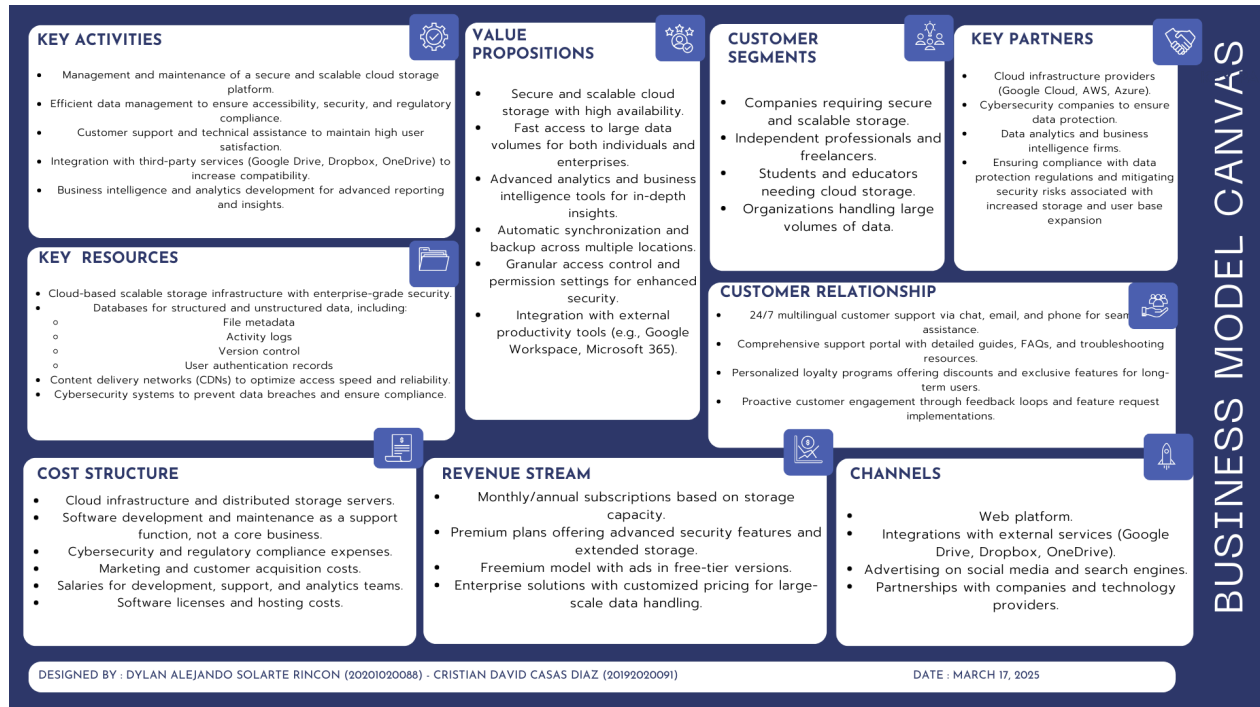 KEY ACTIVITIES
• Management and maintenance of a secure and scalable cloud storage
platform.
• Efficient data management to ensure accessibility, security, and regulatory
compliance.
• Customer support and technical assistance to maintain high user
satisfaction.
• Integration with third-party services (Google Drive, Dropbox, OneDrive) to
increase compatibility.
• Business intelligence and analytics development for advanced reporting
and insights.
KEY RESOURCES
• Cloud-based scalable storage infrastructure with enterprise-grade security.
• Databases for structured and unstructured data, including:
○ File metadata
○ Activity logs
○ Version control
○ User authentication records
• Content delivery networks (CDNs) to optimize access speed and reliability.
• Cybersecurity systems to prevent data breaches and ensure compliance.
VALUE
PROPOSITIONS
• Secure and scalable cloud
storage with high availability.
• Fast access to large data
volumes for both individuals and
enterprises.
• Advanced analytics and business
intelligence tools for in-depth
insights.
• Automatic synchronization and
backup across multiple locations.
• Granular access control and
permission settings for enhanced
security.
• Integration with external
productivity tools (e.g., Google
Workspace, Microsoft 365).
CUSTOMER
SEGMENTS
• Companies requiring secure
and scalable storage.
• Independent professionals and
freelancers.
• Students and educators
needing cloud storage.
• Organizations handling large
volumes of data.
KEY PARTNERS
• Cloud infrastructure providers
(Google Cloud, AWS, Azure).
• Cybersecurity companies to ensure
data protection.
• Data analytics and business
intelligence firms.
• Ensuring compliance with data
protection regulations and mitigating
security risks associated with
increased storage and user base
expansion
CUSTOMER RELATIONSHIP
• 24/7 multilingual customer support via chat, email, and phone for
assistance.
• Comprehensive support portal with detailed guides, FAQs, and troubleshooting
resources.
• Personalized loyalty programs offering discounts and exclusive features for long-
term users.
• Proactive customer engagement through feedback loops and feature request
implementations.
COST STRUCTURE
• Cloud infrastructure and distributed storage servers.
• Software development and maintenance as a support
function, not a core business.
• Cybersecurity and regulatory compliance expenses.
• Marketing and customer acquisition costs.
• Salaries for development, support, and analytics teams.
• Software licenses and hosting costs.
REVENUE STREAM
• Monthly/annual subscriptions based on storage
capacity.
• Premium plans offering advanced security features and
extended storage.
• Freemium model with ads in free-tier versions.
• Enterprise solutions with customized pricing for large-
scale data handling.
CHANNELS
• Web platform.
• Integrations with external services (Google
Drive, Dropbox, OneDrive).
• Advertising on social media and search engines.
• Partnerships with companies and technology
providers.
BUSINESS MODEL CANVAS
DESIGNED BY : DYLAN ALEJANDO SOLARTE RINCON (20201020088) - CRISTIAN DAVID CASAS DIAZ (20192020091)
DATE : MARCH 17, 2025